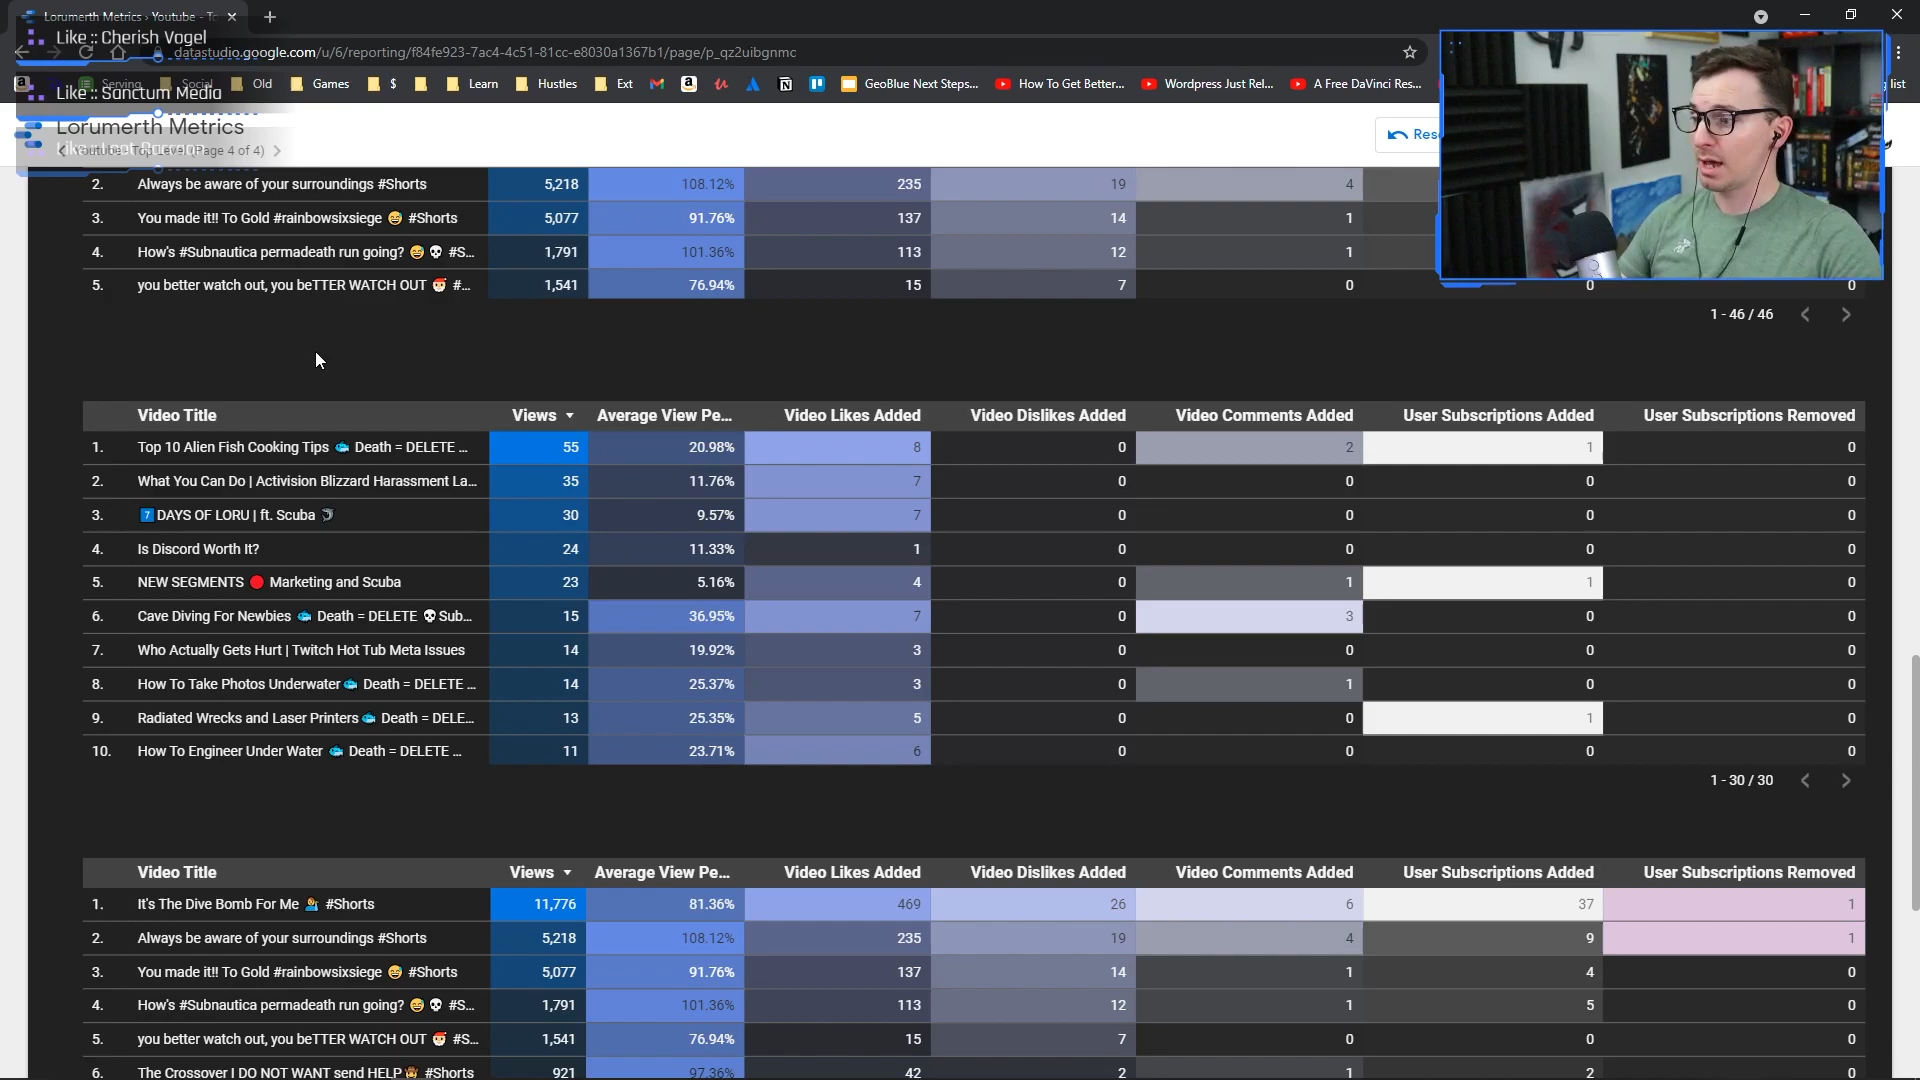 Lorumerth Metrics › Youtube - To
Like :: Cherish Vogel
datastudio.google.com/u/6/reporting/f84fe923-7ac4-4c51-81cc-e8030a1367b1/page/p_qz2uibgnmc
Serving Social Old Games $ Learn Hustles Ext GeoBlue Next Steps... How To Get Better... Wordpress Just Rel... A Free DaVinci Res... list
Like :: Sanctum Media
Lorumerth Metrics
Youtube - Top Level (Page 4 of 4)
Rese
2. Always be aware of your surroundings #Shorts 5,218 108.12% 235 19 4
3. You made it!! To Gold #rainbowsixsiege 😅 #Shorts 5,077 91.76% 137 14 1
4. How's #Subnautica permadeath run going? 😅 💀 #S... 1,791 101.36% 113 12 1
5. you better watch out, you beTTER WATCH OUT 🎅 #... 1,541 76.94% 15 7 0 0 0
1 - 46 / 46
Video Title Views Average View Pe... Video Likes Added Video Dislikes Added Video Comments Added User Subscriptions Added User Subscriptions Removed
1. Top 10 Alien Fish Cooking Tips 🐟 Death = DELETE ... 55 20.98% 8 0 2 1 0
2. What You Can Do | Activision Blizzard Harassment La... 35 11.76% 7 0 0 0 0
3. 7️⃣ DAYS OF LORU | ft. Scuba 30 9.57% 7 0 0 0 0
4. Is Discord Worth It? 24 11.33% 1 0 0 0 0
5. NEW SEGMENTS 🔴 Marketing and Scuba 23 5.16% 4 0 1 1 0
6. Cave Diving For Newbies 🐟 Death = DELETE 💀Sub... 15 36.95% 7 0 3 0 0
7. Who Actually Gets Hurt | Twitch Hot Tub Meta Issues 14 19.92% 3 0 0 0 0
8. How To Take Photos Underwater🐟 Death = DELETE ... 14 25.37% 3 0 1 0 0
9. Radiated Wrecks and Laser Printers🐟 Death = DELE... 13 25.35% 5 0 0 1 0
10. How To Engineer Under Water 🐟 Death = DELETE ... 11 23.71% 6 0 0 0 0
1 - 30 / 30
Video Title Views Average View Pe... Video Likes Added Video Dislikes Added Video Comments Added User Subscriptions Added User Subscriptions Removed
1. It's The Dive Bomb For Me 💁 #Shorts 11,776 81.36% 469 26 6 37 1
2. Always be aware of your surroundings #Shorts 5,218 108.12% 235 19 4 9 1
3. You made it!! To Gold #rainbowsixsiege 😅 #Shorts 5,077 91.76% 137 14 1 4 0
4. How's #Subnautica permadeath run going? 😅 💀 #S... 1,791 101.36% 113 12 1 5 0
5. you better watch out, you beTTER WATCH OUT 🎅 #S... 1,541 76.94% 15 7 0 0 0
6. The Crossover I DO NOT WANT send HELP 🤠 #Shorts 921 97.36% 42 2 1 2 0